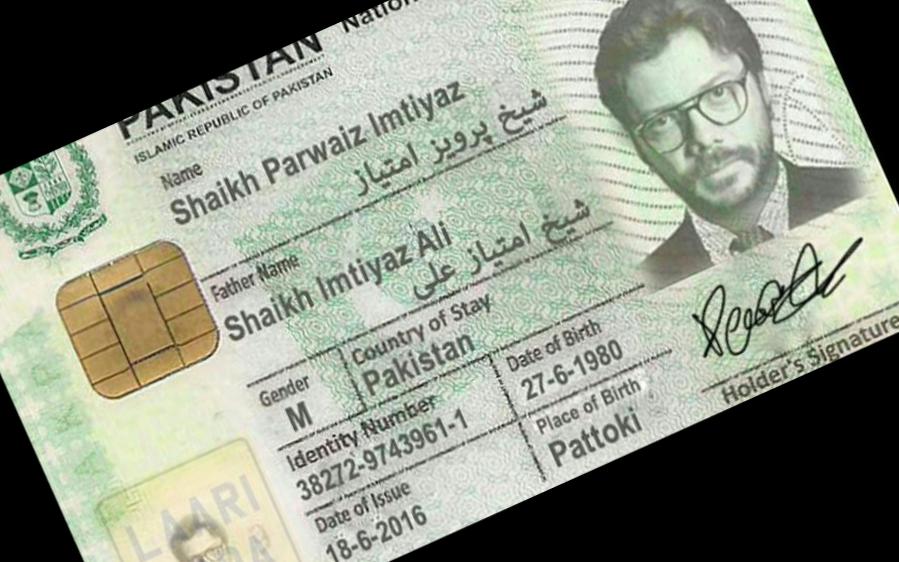 PAKISTAN Nation
ISLAMIC REPUBLIC OF PAKISTAN
Name
Shaikh Parwaiz Imtiyaz
شیخ پرویز امتیاز
Father Name
Shaikh Imtiyaz Ali
شیخ امتیاز علی
Gender
M
Country of Stay
Pakistan
Identity Number
38272-9743961-1
Date of Birth
27-6-1980
Date of Issue
18-6-2016
Place of Birth
Pattoki
Holder's Signature
LAARI